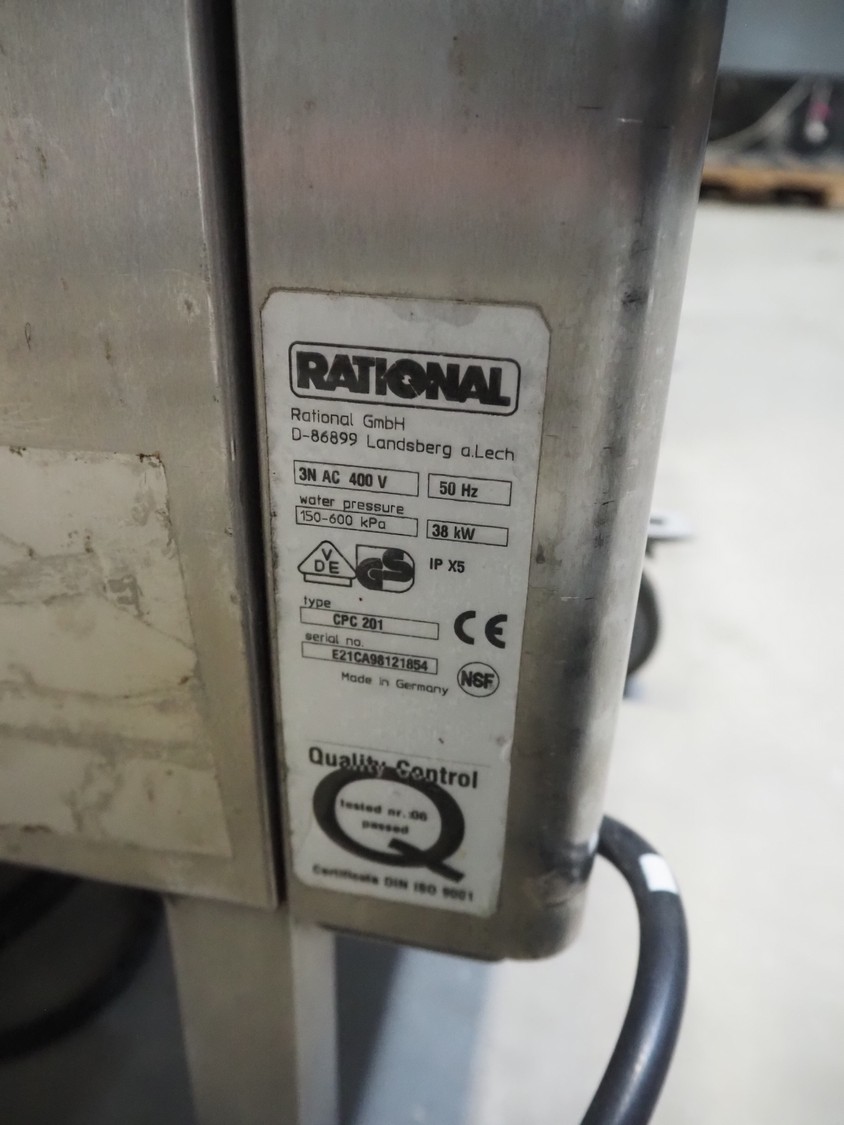 RATIONAL
Rational GmbH
D-86899 Landsberg a.Lech
3N AC 400 V
50 Hz
water pressure
150-600 kPa
38 kW
VDE
GS
IP X5
type
CPC 201
CE
serial no.
E21CA98121854
Made in Germany
NSF
Quality Control
tested nr.:06
passed
Certificate DIN ISO 9001